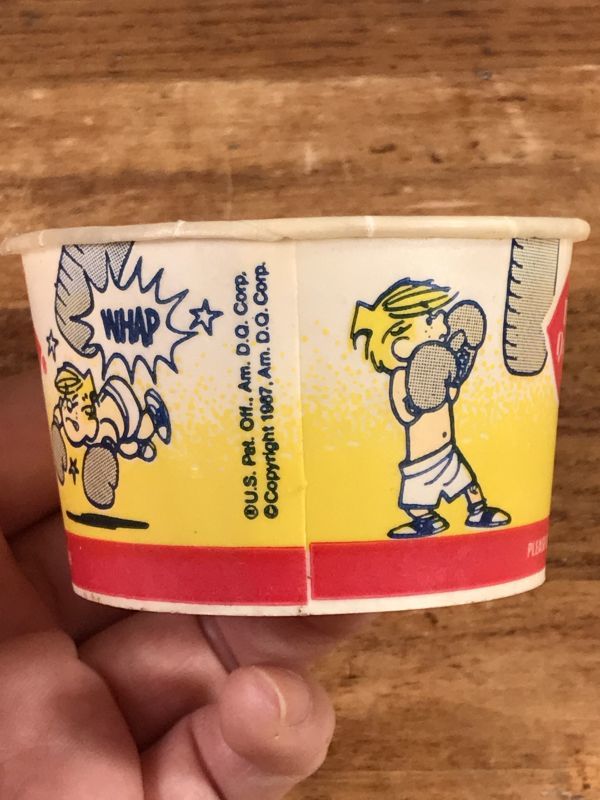 WHAP
®U.S. Pat. Off., Am. D.Q. Corp.
©Copyright 1987, Am. D.Q. Corp.